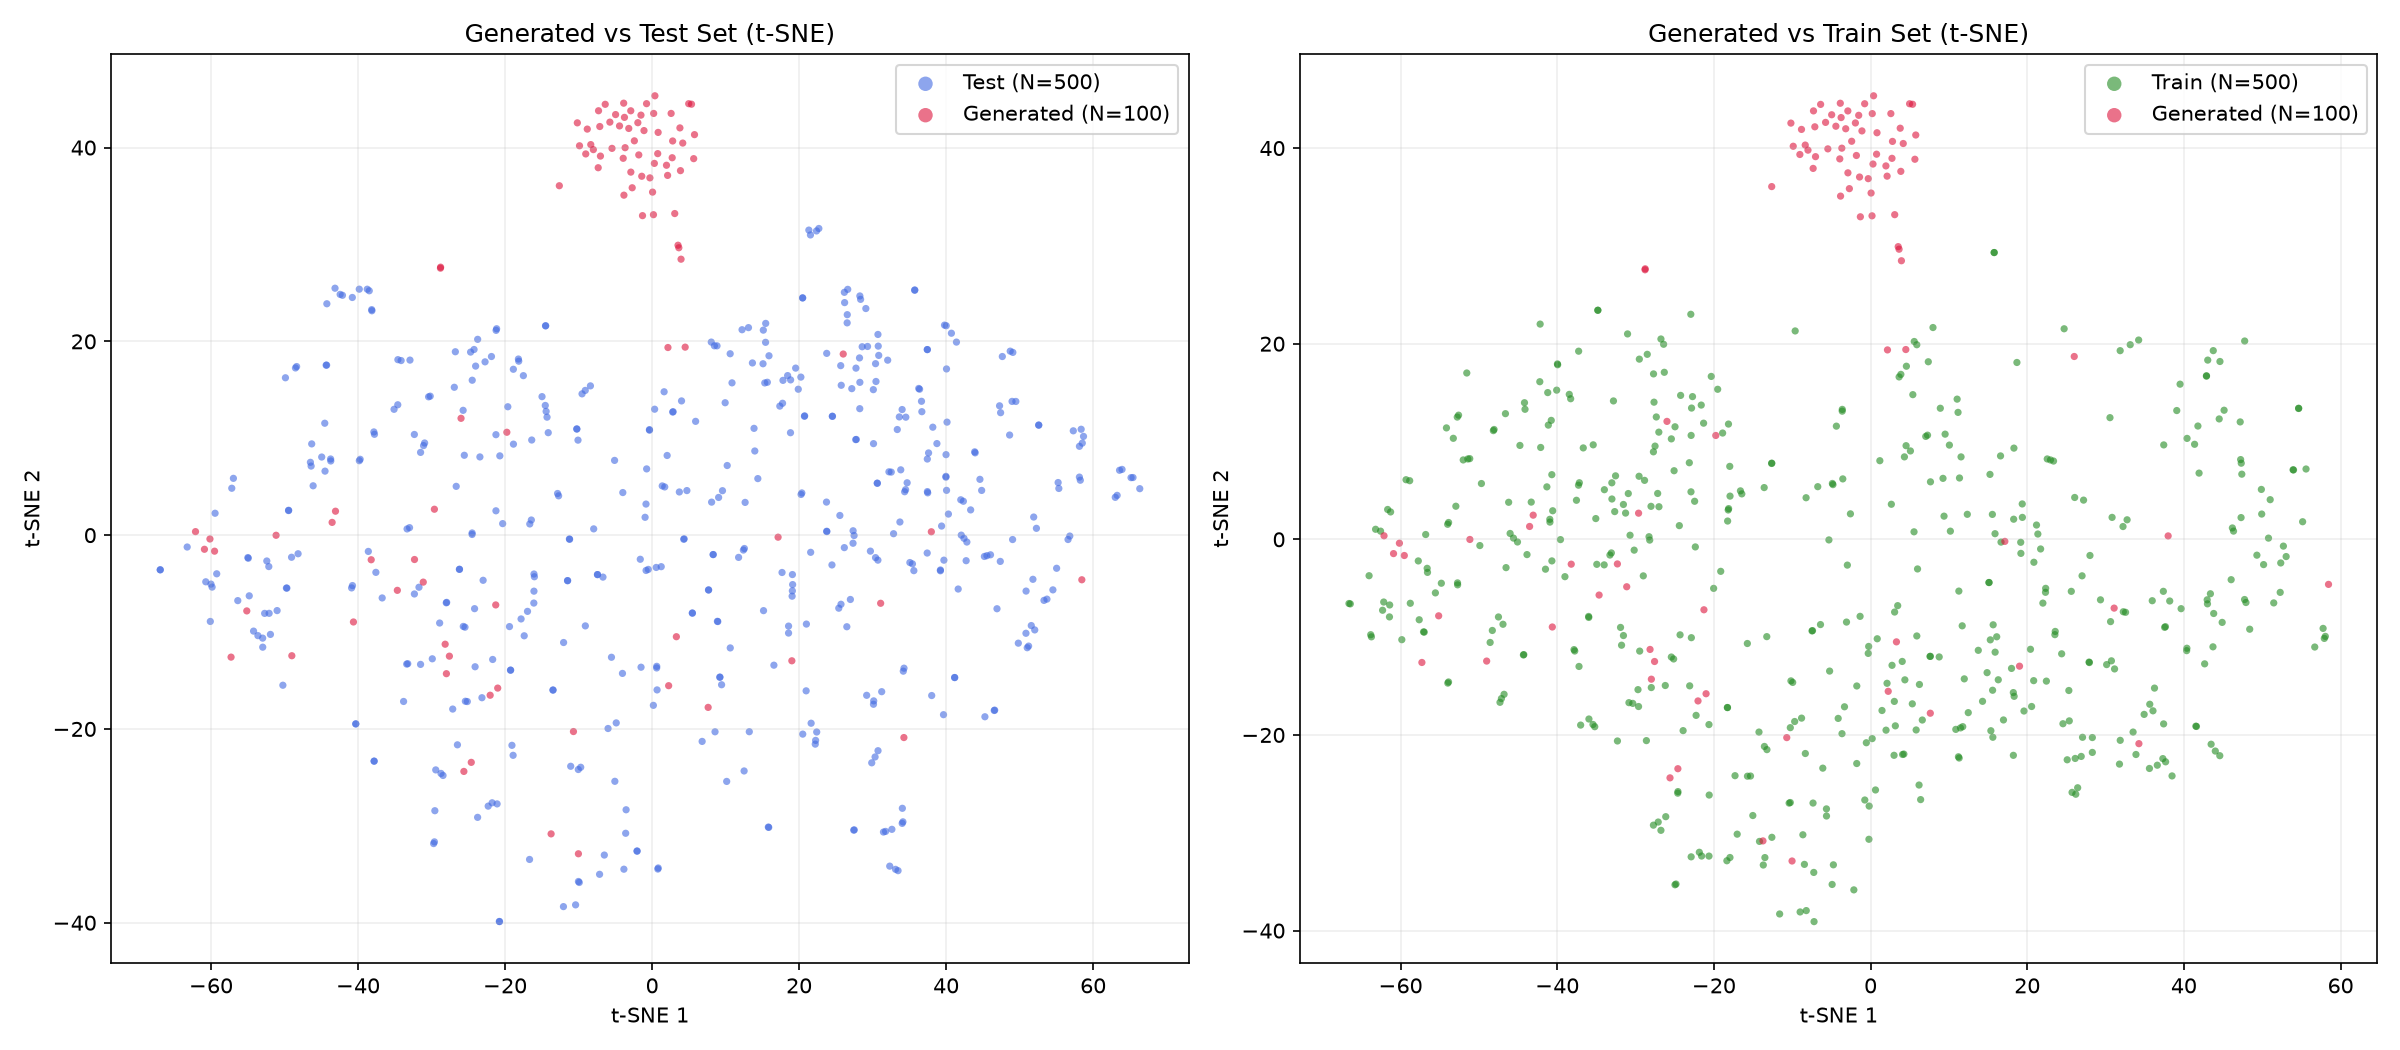 Generated vs Test Set (t-SNE)
Test (N=500)
Generated (N=100)
40
20
0
−20
−40
t-SNE 2
−60
−40
−20
0
20
40
60
t-SNE 1
Generated vs Train Set (t-SNE)
Train (N=500)
Generated (N=100)
40
20
0
−20
−40
t-SNE 2
−60
−40
−20
0
20
40
60
t-SNE 1